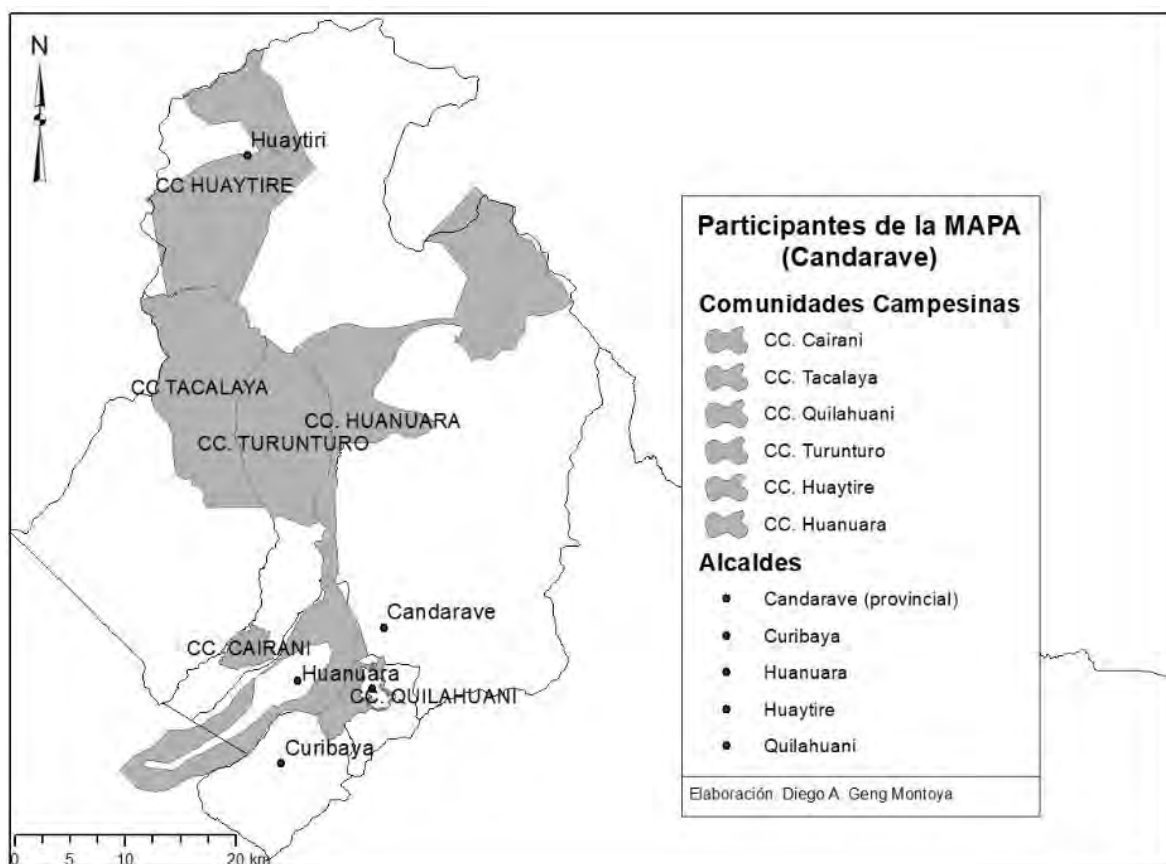 N
Huaytiri
CC HUAYTIRE
CC TACALAYA
CC. HUANUARA
CC. TURUNTURO
Candarave
CC. CAIRANI
Huanuara
CC. QUILAHUANI
Curibaya
0 5 10 20 km
Participantes de la MAPA
(Candarave)
Comunidades Campesinas
CC. Cairani
CC. Tacalaya
CC. Quilahuani
CC. Turunturo
CC. Huaytire
CC. Huanuara
Alcaldes
Candarave (provincial)
Curibaya
Huanuara
Huaytire
Quilahuani
Elaboración: Diego A. Geng Montoya